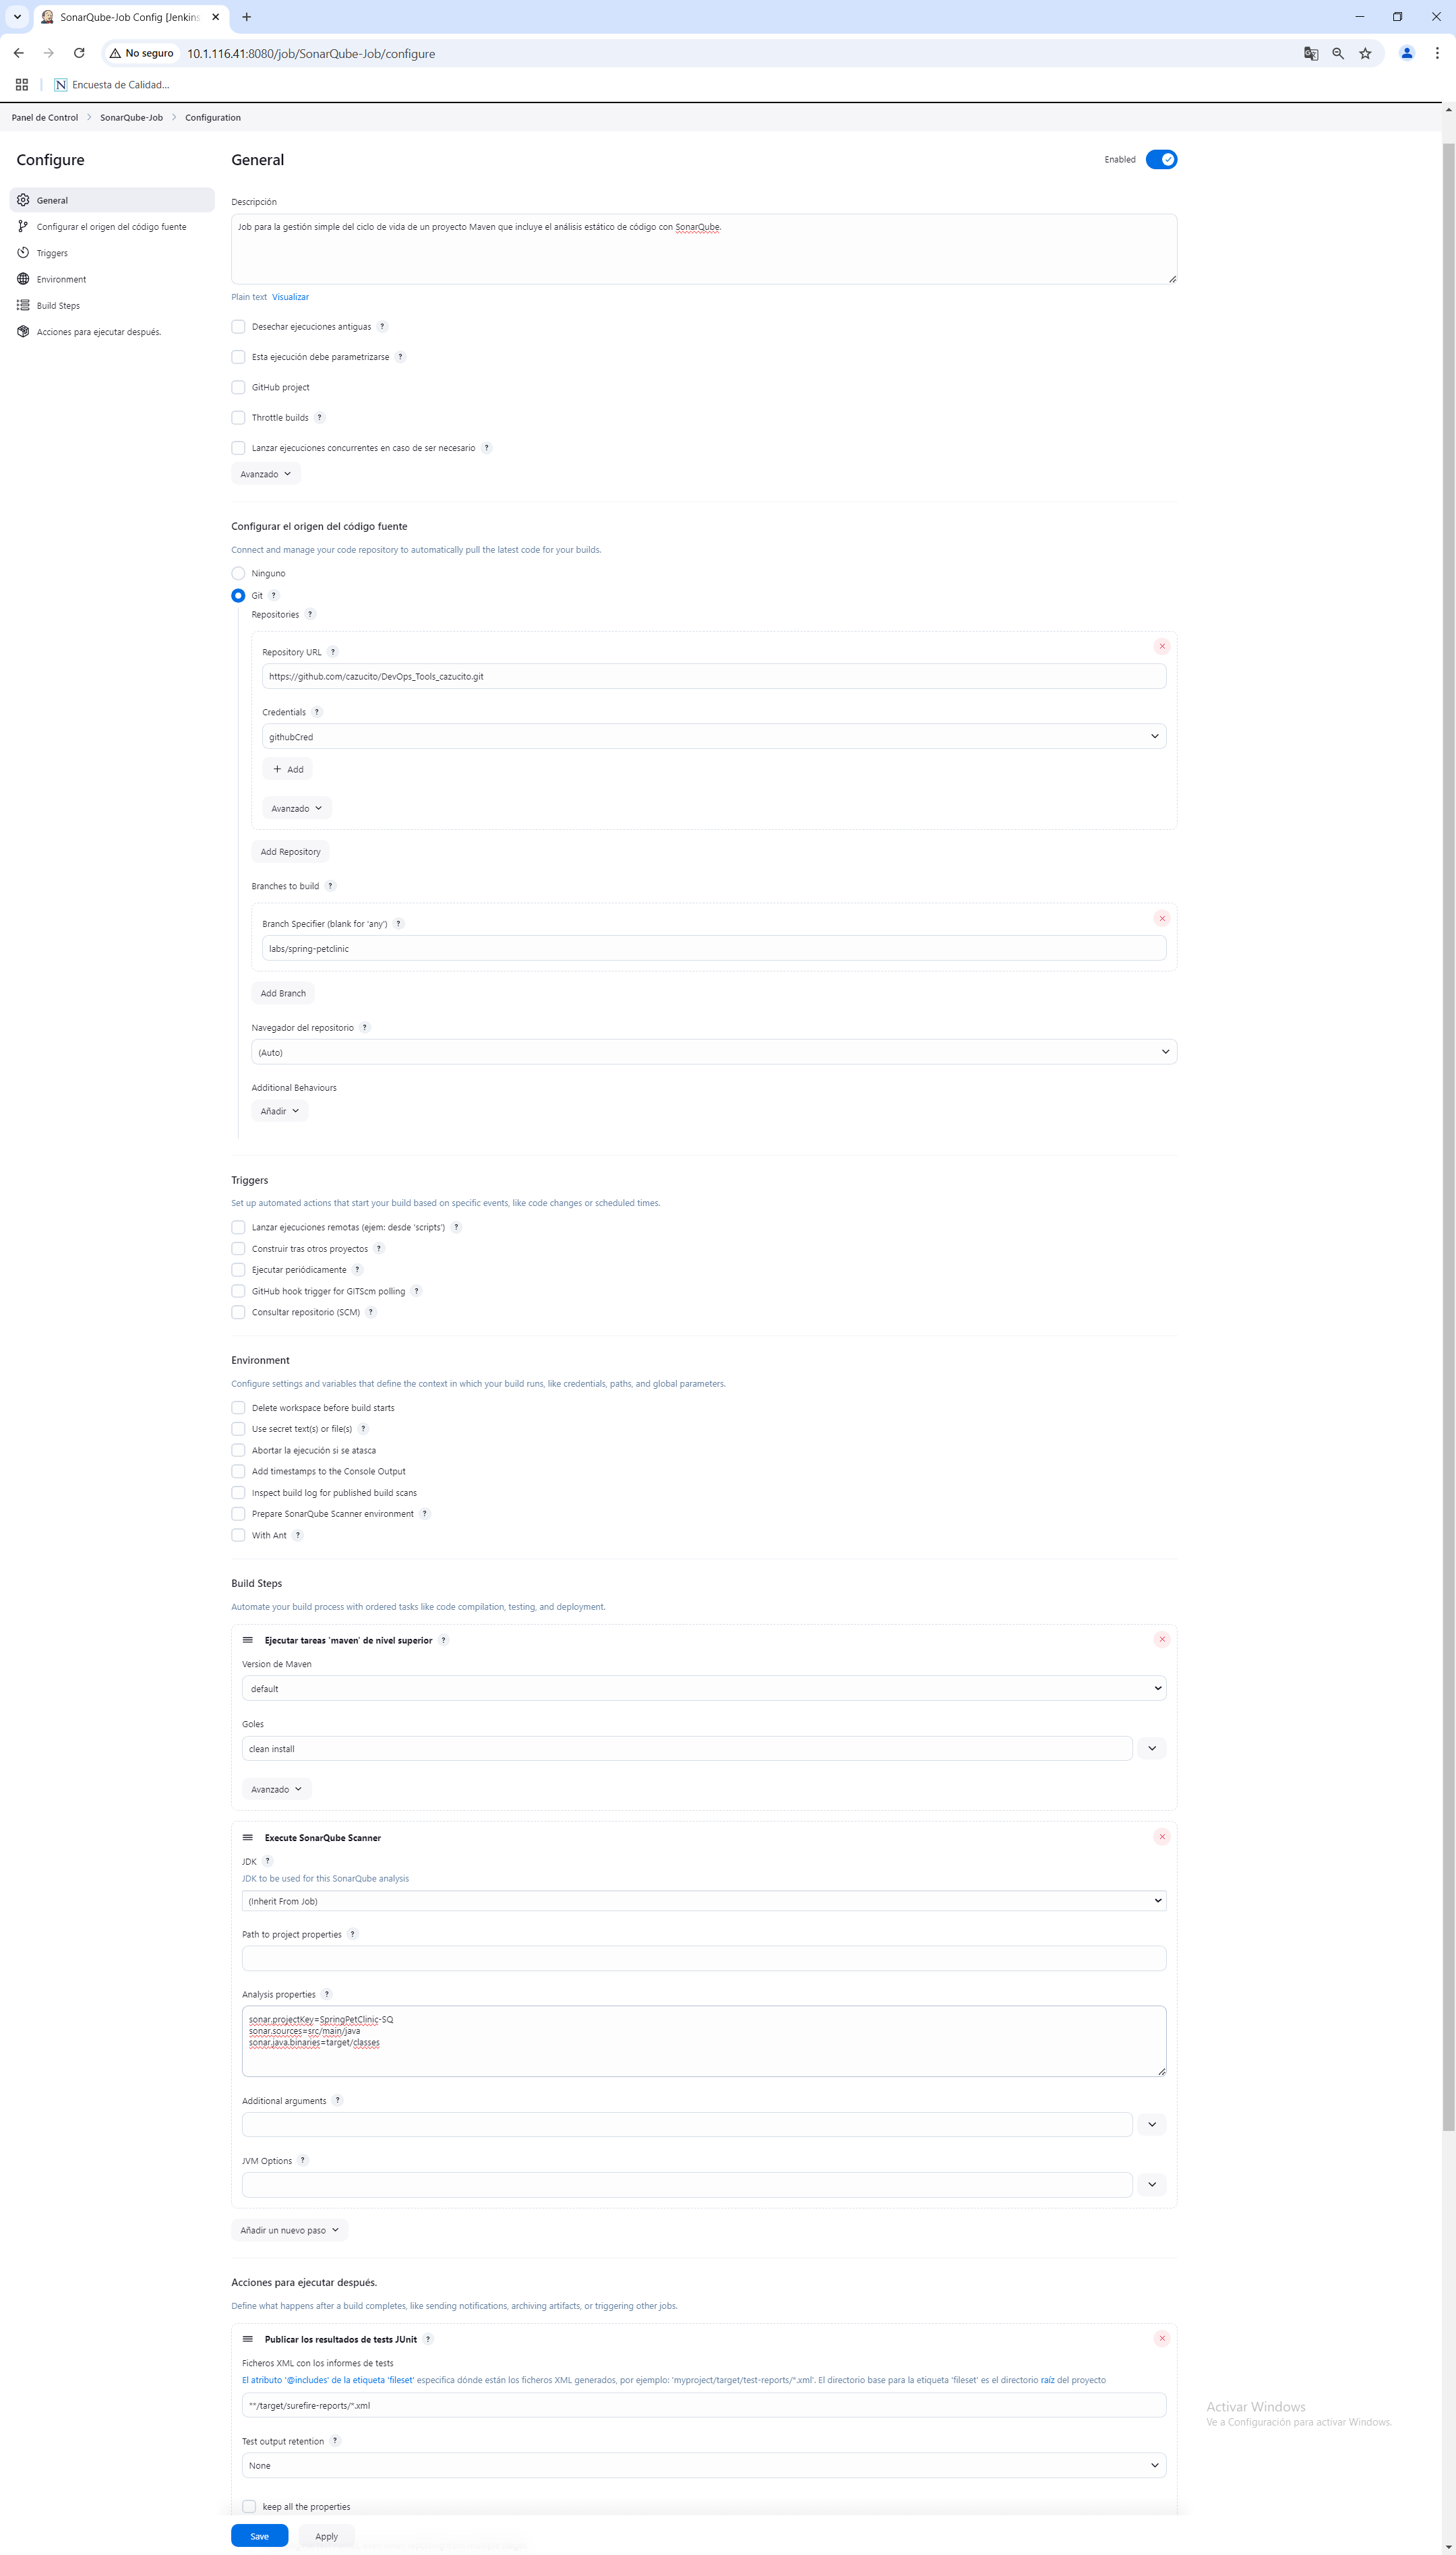 SonarQube-Job Config [Jenkins
No seguro
10.1.116.41:8080/job/SonarQube-Job/configure
Encuesta de Calidad...
Panel de Control > SonarQube-Job > Configuration
Configure
General
Configurar el origen del código fuente
Triggers
Environment
Build Steps
Acciones para ejecutar después.
General
Enabled
Descripción
Job para la gestión simple del ciclo de vida de un proyecto Maven que incluye el análisis estático de código con SonarQube.
Plain text Visualizar
Desechar ejecuciones antiguas ?
Esta ejecución debe parametrizarse ?
GitHub project
Throttle builds ?
Lanzar ejecuciones concurrentes en caso de ser necesario ?
Avanzado
Configurar el origen del código fuente
Connect and manage your code repository to automatically pull the latest code for your builds.
Ninguno
Git ?
Repositories ?
Repository URL ?
https://github.com/cazucito/DevOps_Tools_cazucito.git
Credentials ?
githubCred
+ Add
Avanzado
Add Repository
Branches to build ?
Branch Specifier (blank for 'any') ?
labs/spring-petclinic
Add Branch
Navegador del repositorio ?
(Auto)
Additional Behaviours
Añadir
Triggers
Set up automated actions that start your build based on specific events, like code changes or scheduled times.
Lanzar ejecuciones remotas (ejem: desde 'scripts') ?
Construir tras otros proyectos ?
Ejecutar periódicamente ?
GitHub hook trigger for GITScm polling ?
Consultar repositorio (SCM) ?
Environment
Configure settings and variables that define the context in which your build runs, like credentials, paths, and global parameters.
Delete workspace before build starts
Use secret text(s) or file(s) ?
Abortar la ejecución si se atasca
Add timestamps to the Console Output
Inspect build log for published build scans
Prepare SonarQube Scanner environment ?
With Ant ?
Build Steps
Automate your build process with ordered tasks like code compilation, testing, and deployment.
Ejecutar tareas 'maven' de nivel superior ?
Version de Maven
default
Goles
clean install
Avanzado
Execute SonarQube Scanner
JDK ?
JDK to be used for this SonarQube analysis
(Inherit From Job)
Path to project properties ?
Analysis properties ?
sonar.projectKey=SpringPetClinic-SQ
sonar.sources=src/main/java
sonar.java.binaries=target/classes
Additional arguments ?
JVM Options ?
Añadir un nuevo paso
Acciones para ejecutar después.
Define what happens after a build completes, like sending notifications, archiving artifacts, or triggering other jobs.
Publicar los resultados de tests JUnit ?
Ficheros XML con los informes de tests
El atributo '@includes' de la etiqueta 'fileset' especifica dónde están los ficheros XML generados, por ejemplo: 'myproject/target/test-reports/*.xml'. El directorio base para la etiqueta 'fileset' es el directorio raíz del proyecto
**/target/surefire-reports/*.xml
Test output retention ?
None
keep all the properties
Save
Apply
Activar Windows
Ve a Configuración para activar Windows.